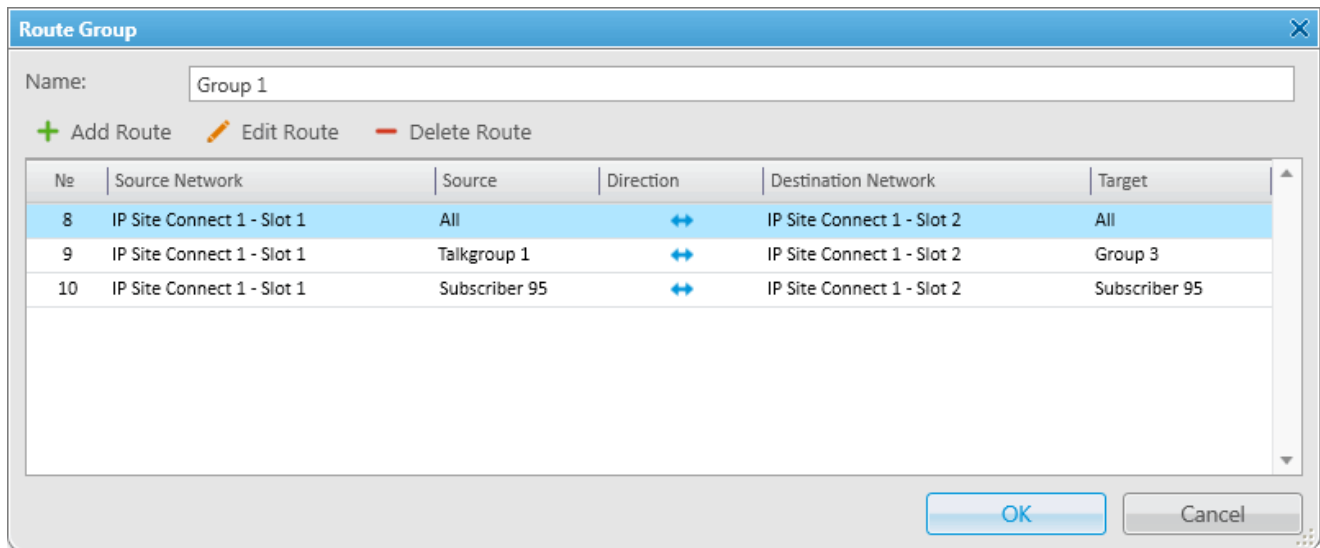 Route Group
Name: Group 1
Add Route Edit Route Delete Route
№ Source Network Source Direction Destination Network Target
8 IP Site Connect 1 - Slot 1 All IP Site Connect 1 - Slot 2 All
9 IP Site Connect 1 - Slot 1 Talkgroup 1 IP Site Connect 1 - Slot 2 Group 3
10 IP Site Connect 1 - Slot 1 Subscriber 95 IP Site Connect 1 - Slot 2 Subscriber 95
OK Cancel